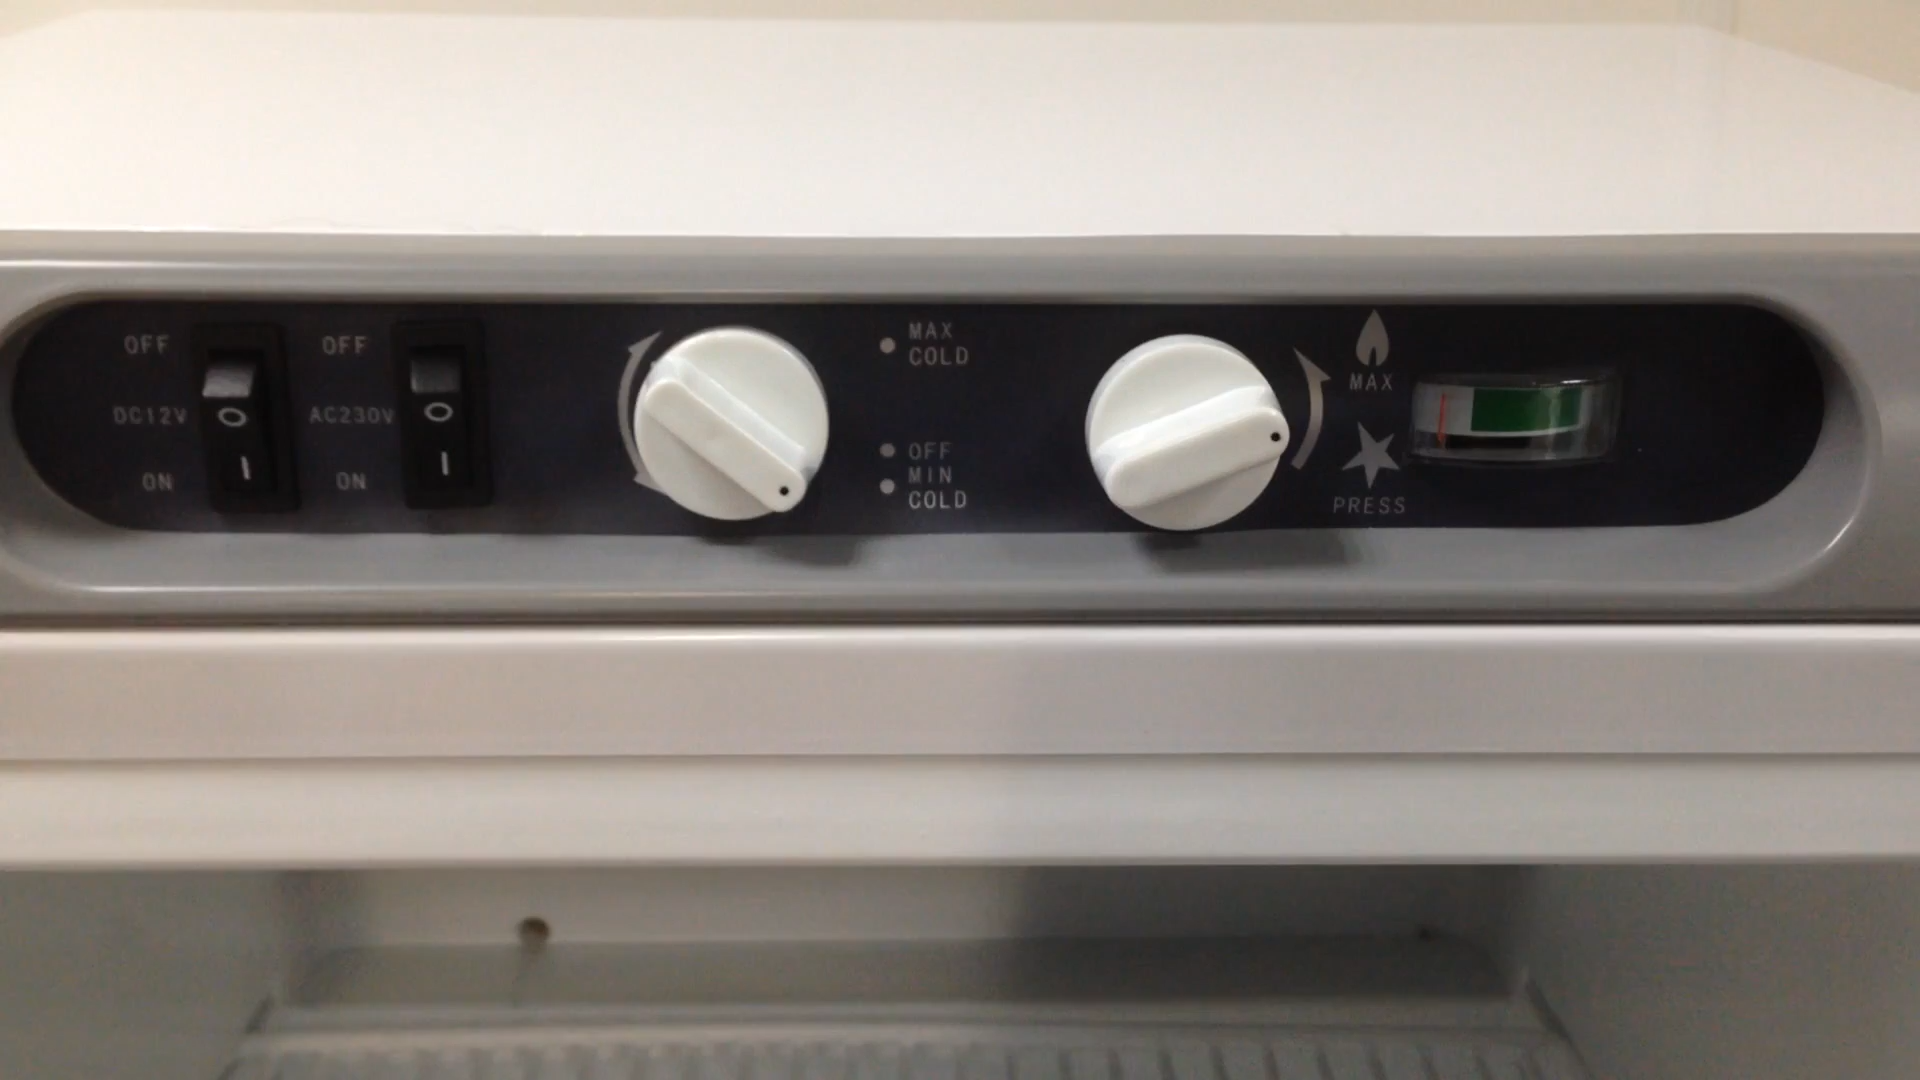 OFF
DC12V
ON
OFF
AC230V
ON
MAX
COLD
OFF
MIN
COLD
MAX
PRESS